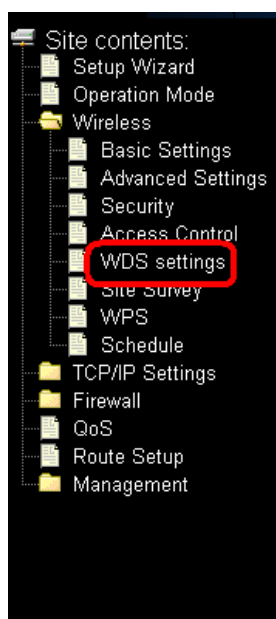 Site contents:
Setup Wizard
Operation Mode
Wireless
Basic Settings
Advanced Settings
Security
Access Control
WDS settings
Site Survey
WPS
Schedule
TCP/IP Settings
Firewall
QoS
Route Setup
Management